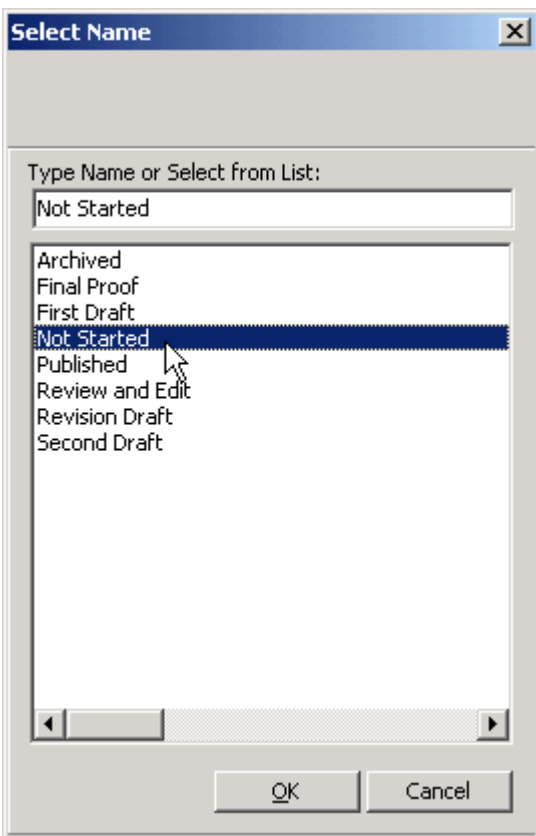 Select Name
Type Name or Select from List:
Not Started
Archived
Final Proof
First Draft
Not Started
Published
Review and Edit
Revision Draft
Second Draft
OK
Cancel